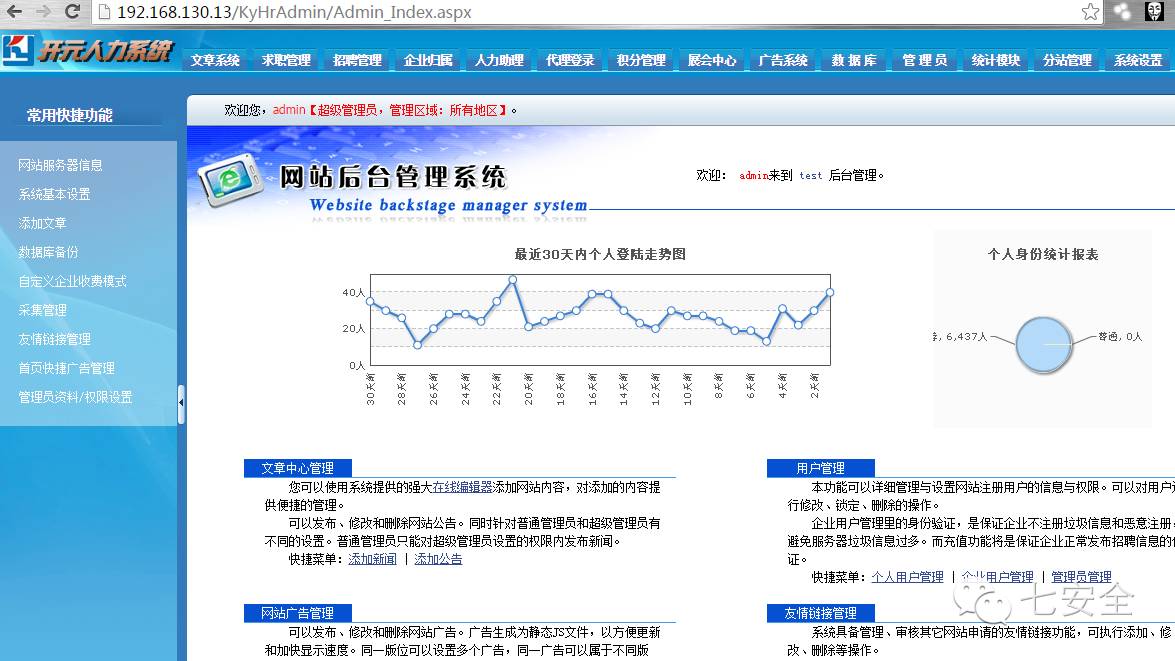 192.168.130.13/KyHrAdmin/Admin_Index.aspx
开元人力系统
文章系统 求职管理 招聘管理 企业归属 人力助理 代理登录 积分管理 展会中心 广告系统 数据库 管理员 统计模块 分站管理 系统设置
常用快捷功能
网站服务器信息
系统基本设置
添加文章
数据库备份
自定义企业收费模式
采集管理
友情链接管理
首页快捷广告管理
管理员资料/权限设置
欢迎您，admin【超级管理员，管理区域：所有地区】。
网站后台管理系统
Website backstage manager system
欢迎： admin来到 test 后台管理。
最近30天内个人登陆走势图
40人
20人
0人
30天前 28天前 26天前 24天前 22天前 20天前 18天前 16天前 14天前 12天前 10天前 8天前 6天前 4天前 2天前
个人身份统计报表
, 6,437人
普通, 0人
文章中心管理
您可以使用系统提供的强大在线编辑器添加网站内容，对添加的内容提
供便捷的管理。
可以发布、修改和删除网站公告。同时针对普通管理员和超级管理员有
不同的设置。普通管理员只能对超级管理员设置的权限内发布新闻。
快捷菜单：添加新闻 | 添加公告
用户管理
本功能可以详细管理与设置网站注册用户的信息与权限。可以对用户
行修改、锁定、删除的操作。
企业用户管理里的身份验证，是保证企业不注册垃圾信息和恶意注册。
避免服务器垃圾信息过多。而充值功能将是保证企业正常发布招聘信息的
证。
快捷菜单：个人用户管理 | 企业用户管理 | 管理员管理
七安全
网站广告管理
可以发布、修改和删除网站广告。广告生成为静态JS文件，以方便更新
和加快显示速度。同一版位可以设置多个广告，同一广告可以属于不同版
友情链接管理
系统具备管理、审核其它网站申请的友情链接功能，可执行添加、修
改、删除等操作。